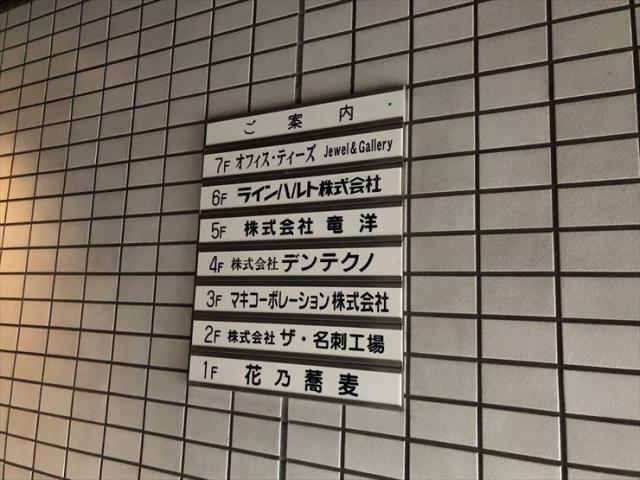 ご案内
7F オフィス・ティーズ Jewel&Gallery
6F ラインハルト株式会社
5F 株式会社 竜洋
4F 株式会社 デンテクノ
3F マキコーポレーション株式会社
2F 株式会社 ザ・名刺工場
1F 花乃蕎麦